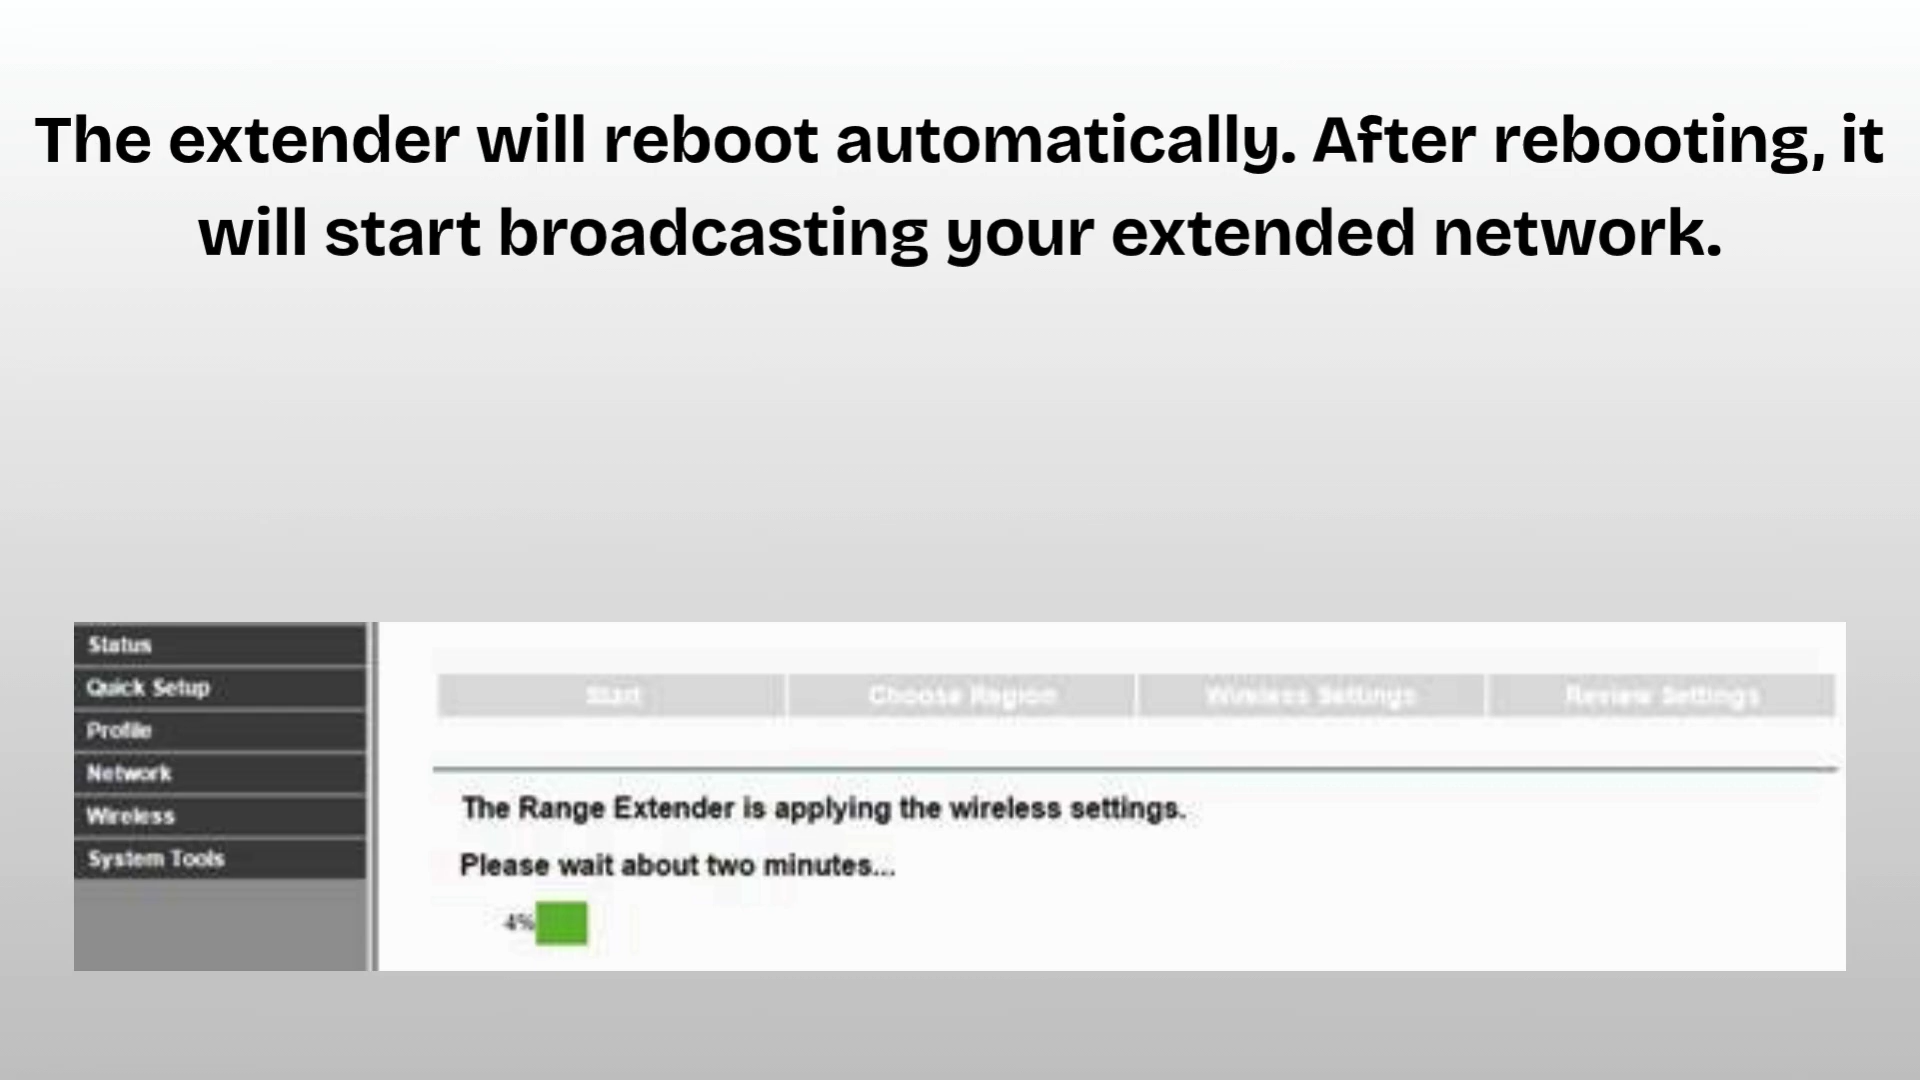 The extender will reboot automatically. After rebooting, it
will start broadcasting your extended network.
Status
Quick Setup
Profile
Network
Wireless
System Tools
Start
Choose Region
Wireless Settings
Review Settings
The Range Extender is applying the wireless settings.
Please wait about two minutes...
4%